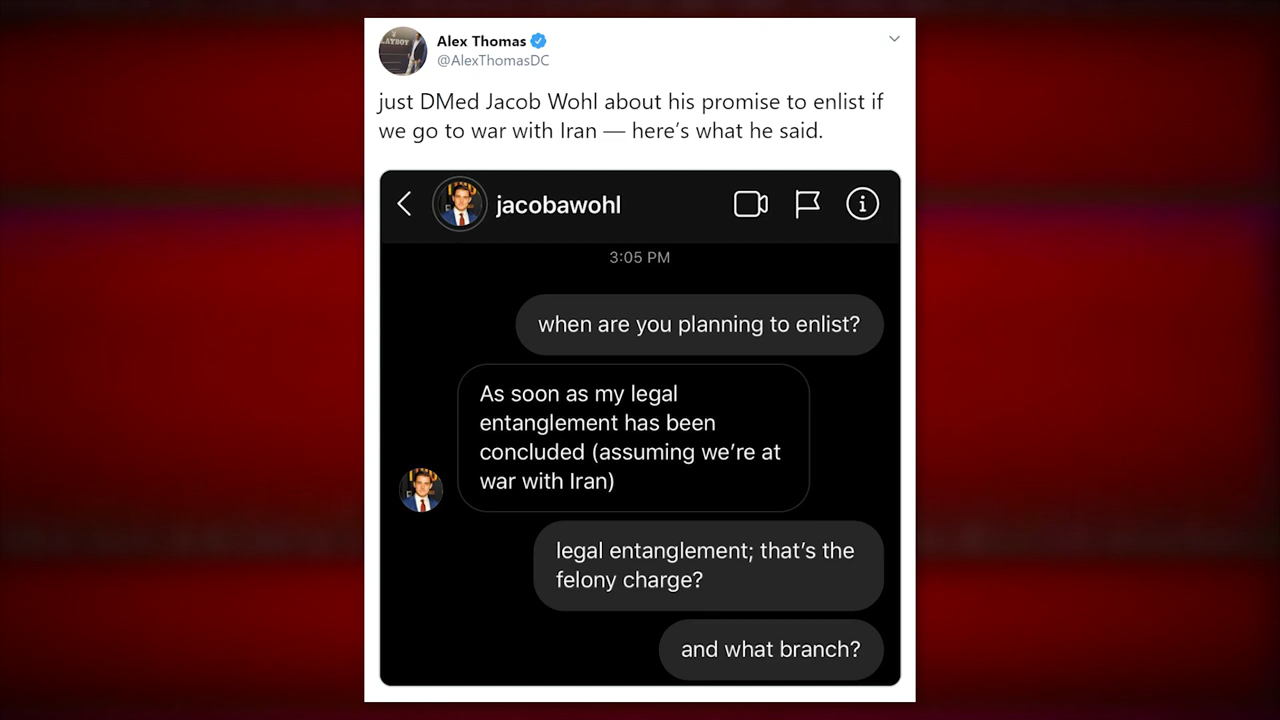 Alex Thomas
@AlexThomasDC
just DMed Jacob Wohl about his promise to enlist if
we go to war with Iran — here’s what he said.
jacobawohl
3:05 PM
when are you planning to enlist?
As soon as my legal
entanglement has been
concluded (assuming we’re at
war with Iran)
legal entanglement; that’s the
felony charge?
and what branch?